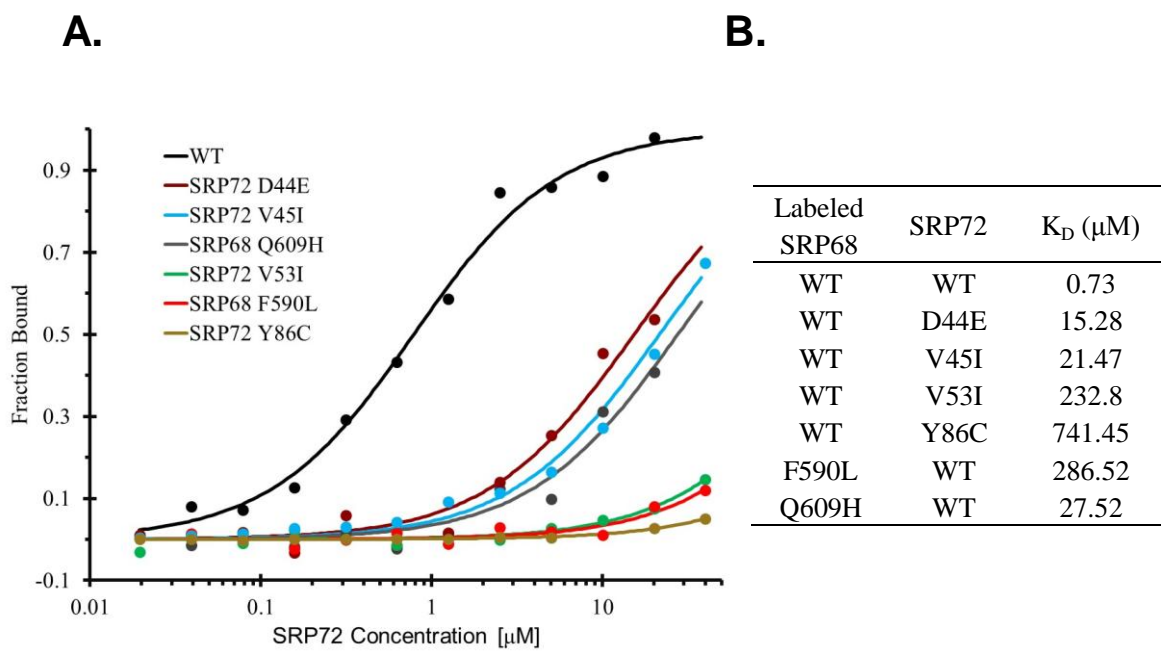 A.
B.
0.9
0.7
0.5
0.3
0.1
-0.1
Fraction Bound
WT
SRP72 D44E
SRP72 V45I
SRP68 Q609H
SRP72 V53I
SRP68 F590L
SRP72 Y86C
0.01 0.1 1 10
SRP72 Concentration [μM]
Labeled SRP72 K_D (μM)
SRP68
WT WT 0.73
WT D44E 15.28
WT V45I 21.47
WT V53I 232.8
WT Y86C 741.45
F590L WT 286.52
Q609H WT 27.52